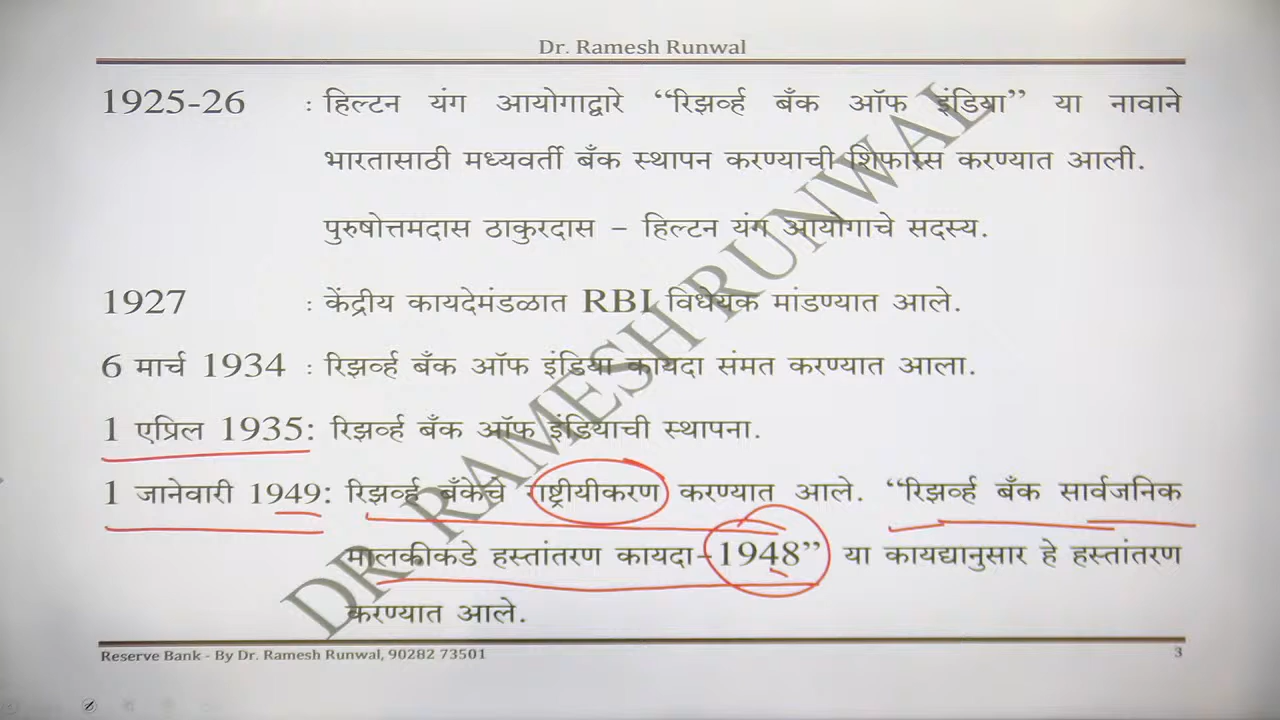 Dr. Ramesh Runwal
1925-26 : हिल्टन यंग आयोगाद्वारे “रिझर्व्ह बँक ऑफ इंडिया” या नावाने
भारतासाठी मध्यवर्ती बँक स्थापन करण्याची शिफारस करण्यात आली.
पुरुषोत्तमदास ठाकुरदास – हिल्टन यंग आयोगाचे सदस्य.
1927 : केंद्रीय कायदेमंडळात RBI विधेयक मांडण्यात आले.
6 मार्च 1934 : रिझर्व्ह बँक ऑफ इंडिया कायदा संमत करण्यात आला.
1 एप्रिल 1935: रिझर्व्ह बँक ऑफ इंडियाची स्थापना.
1 जानेवारी 1949: रिझर्व्ह बँकेचे राष्ट्रीयीकरण करण्यात आले. “रिझर्व्ह बँक सार्वजनिक
मालकीकडे हस्तांतरण कायदा-1948” या कायद्यानुसार हे हस्तांतरण
करण्यात आले.
DR. RAMESH RUNWAL
Reserve Bank - By Dr. Ramesh Runwal, 90282 73501 3